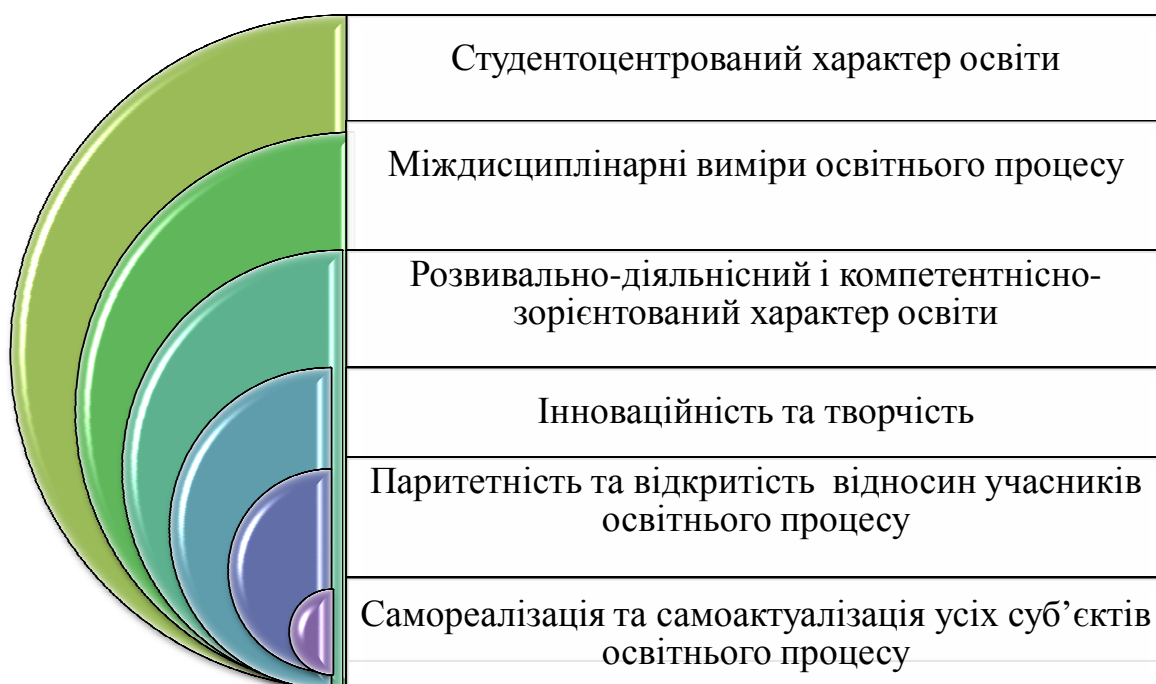 Студентоцентрований характер освіти
Міждисциплінарні виміри освітнього процесу
Розвивально-діяльнісний і компетентнісно-
зорієнтований характер освіти
Інноваційність та творчість
Паритетність та відкритість відносин учасників
освітнього процесу
Самореалізація та самоактуалізація усіх суб’єктів
освітнього процесу